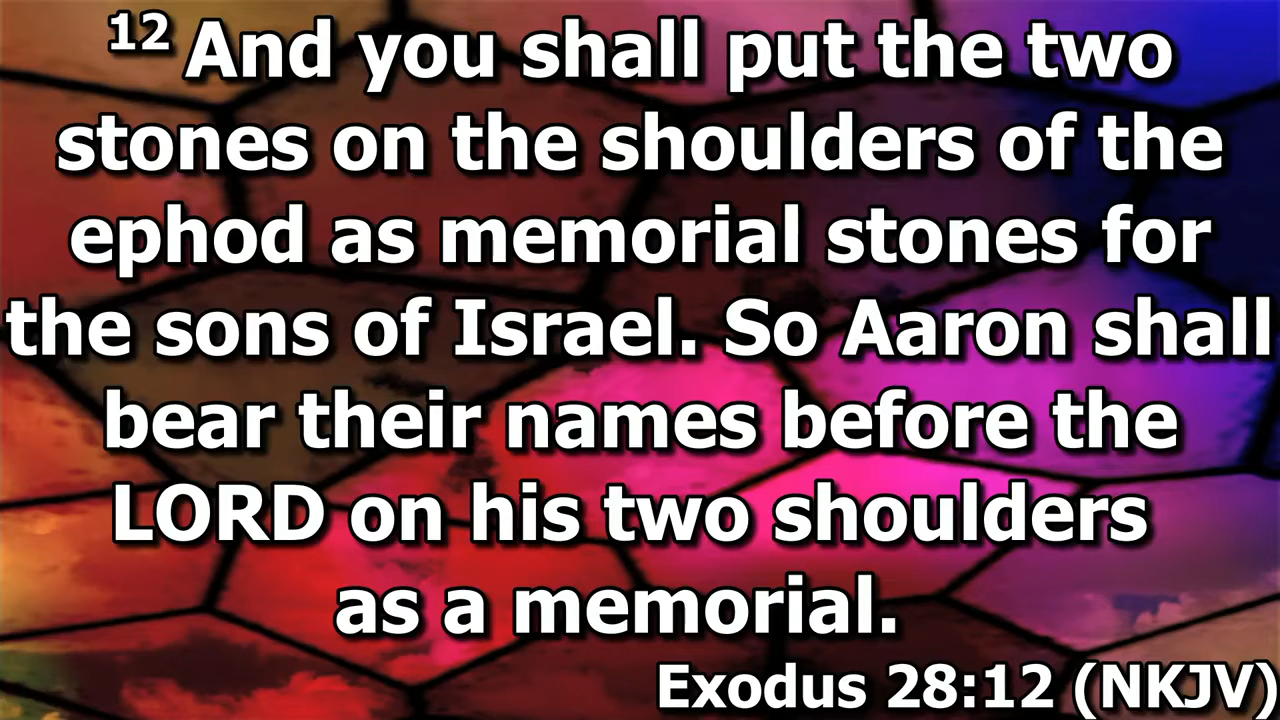 12 And you shall put the two
stones on the shoulders of the
ephod as memorial stones for
the sons of Israel. So Aaron shall
bear their names before the
LORD on his two shoulders
as a memorial.
Exodus 28:12 (NKJV)